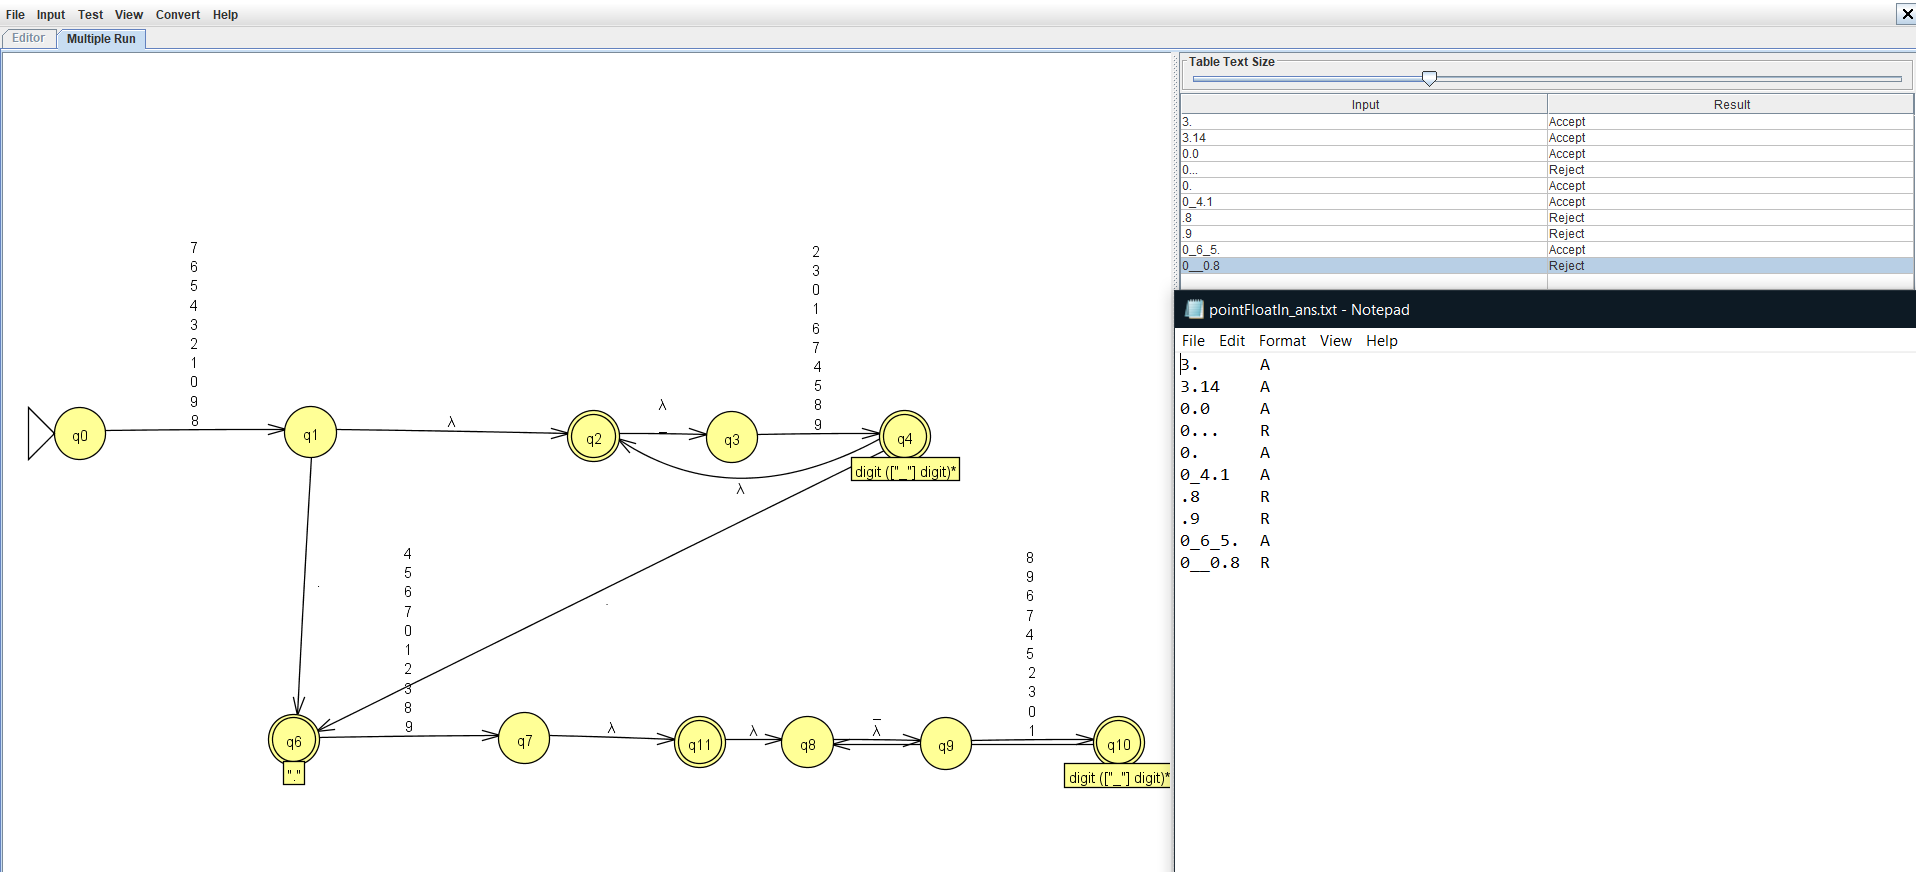 File Input Test View Convert Help
Editor Multiple Run
Table Text Size
Input Result
3. Accept
3.14 Accept
0.0 Accept
0... Reject
0. Accept
0_4.1 Accept
.8 Reject
.9 Reject
0_6_5. Accept
0__0.8 Reject
pointFloatIn_ans.txt - Notepad
File Edit Format View Help
3. A
3.14 A
0.0 A
0... R
0. A
0_4.1 A
.8 R
.9 R
0_6_5. A
0__0.8 R
7
6
5
4
3
2
1
0
9
8
2
3
0
1
6
7
4
5
8
9
λ
λ
_
q0 q1 q2 q3 q4
digit (["_"] digit)*
λ
.
.
4
5
6
7
0
1
2
3
8
9
8
9
6
7
4
5
2
3
0
1
λ
λ
_
λ
q6 q7 q11 q8 q9 q10
"."
digit (["_"] digit)*